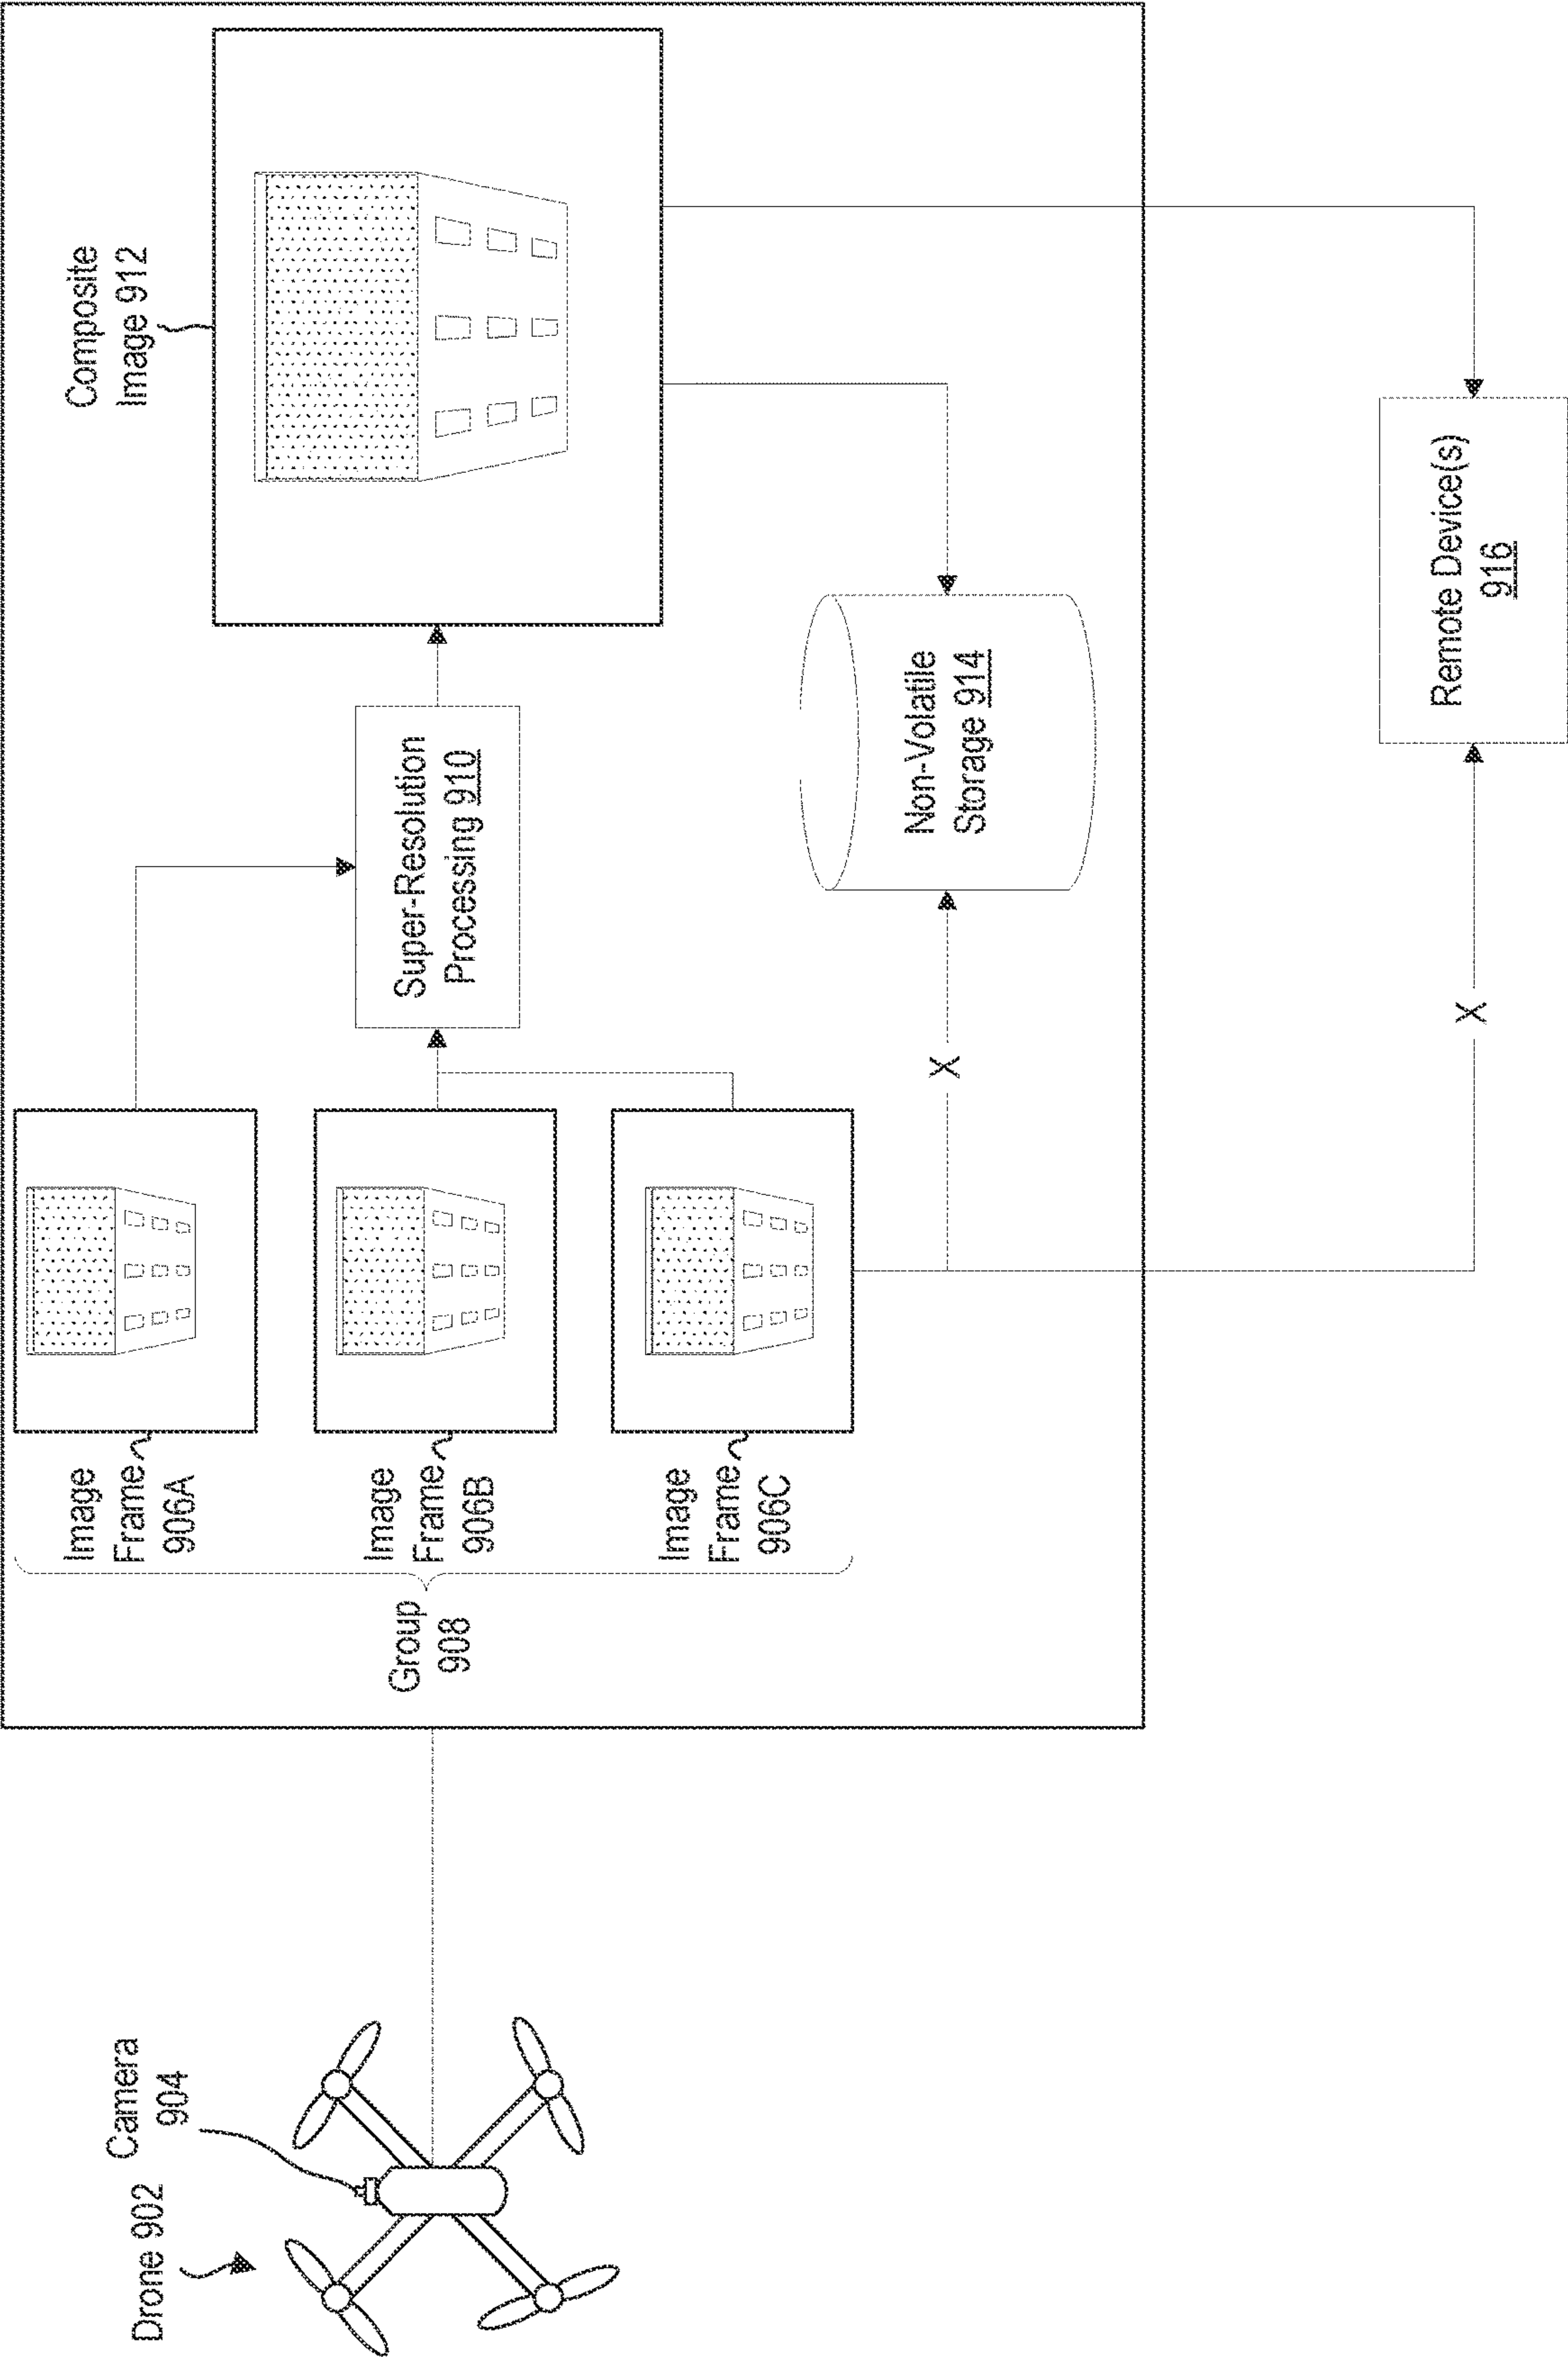 Drone 902
Camera
904
Group
908
Image
Frame
906A
Image
Frame
906B
Image
Frame
906C
Super-Resolution
Processing 910
Composite
Image 912
X
Non-Volatile
Storage 914
X
Remote Device(s)
916